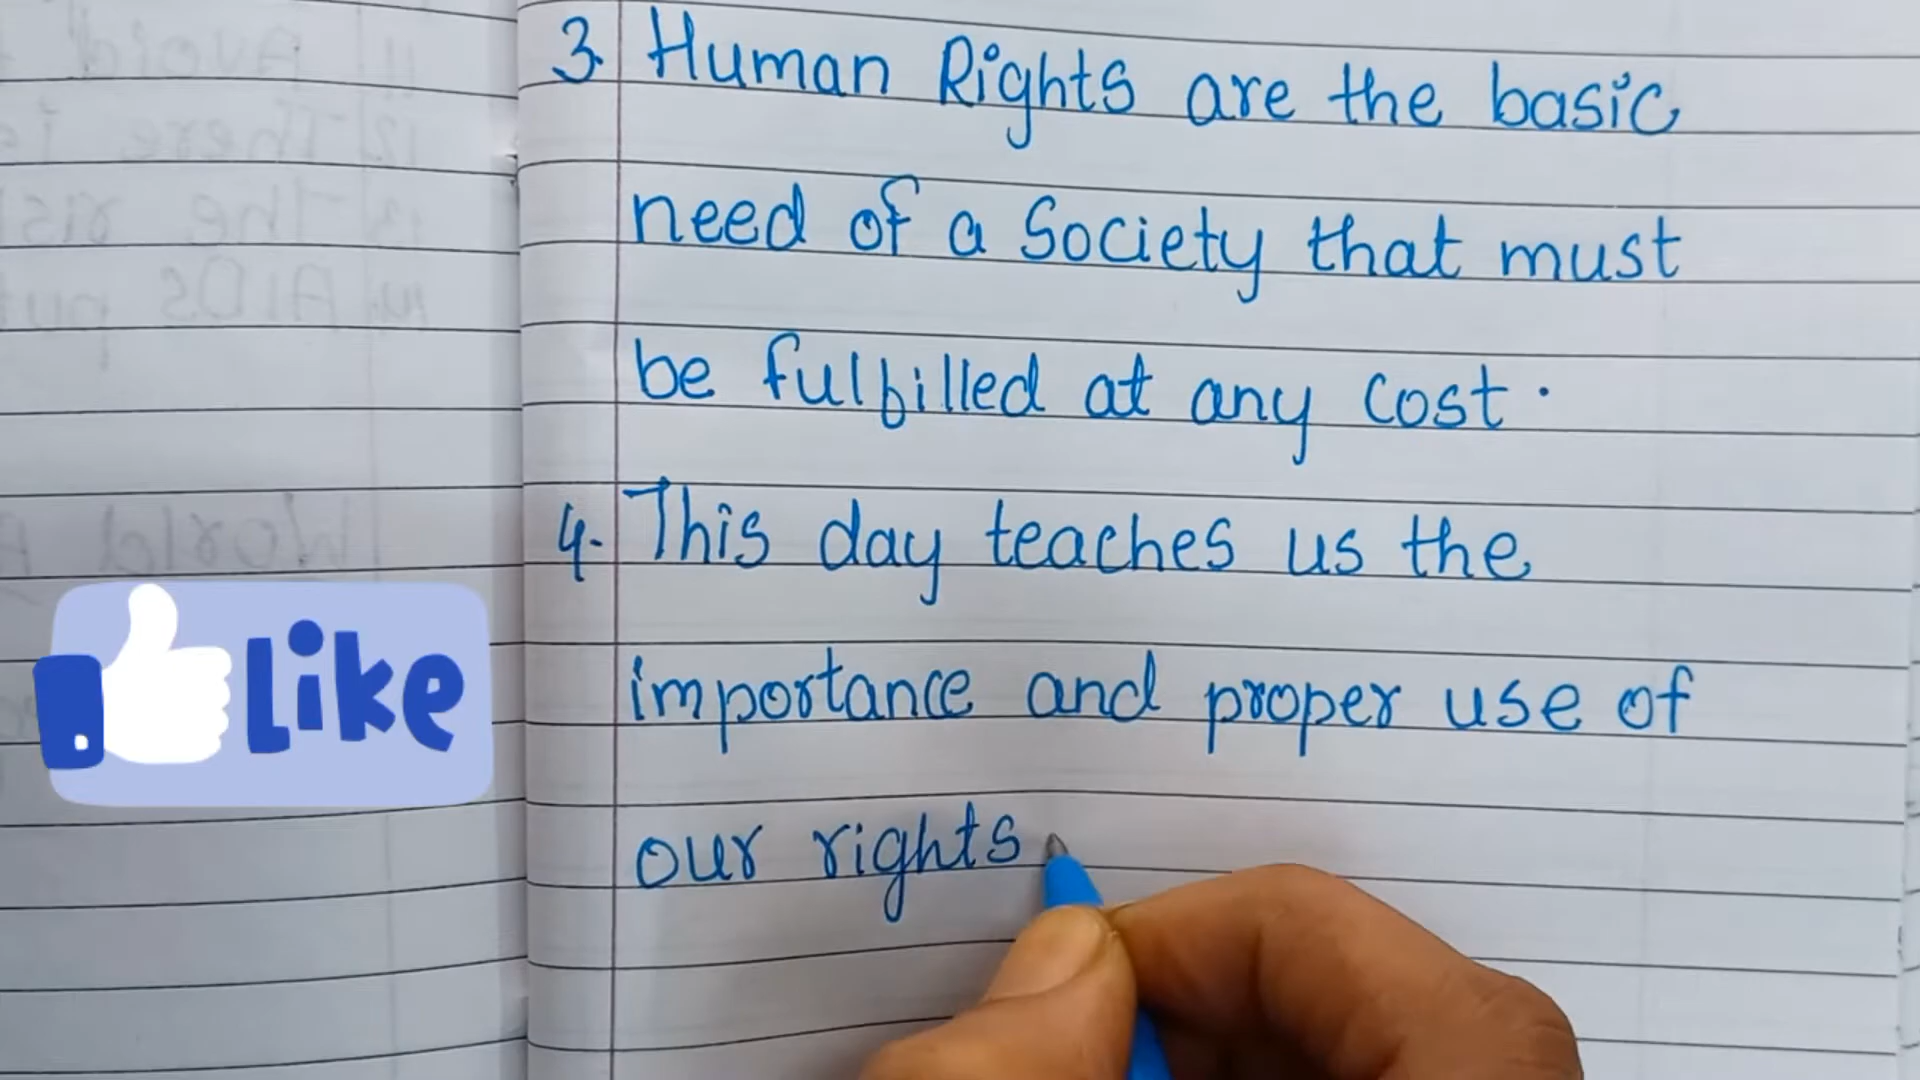 3. Human Rights are the basic
need of a Society that must
be fulfilled at any cost.
4. This day teaches us the
importance and proper use of
our rights
Like